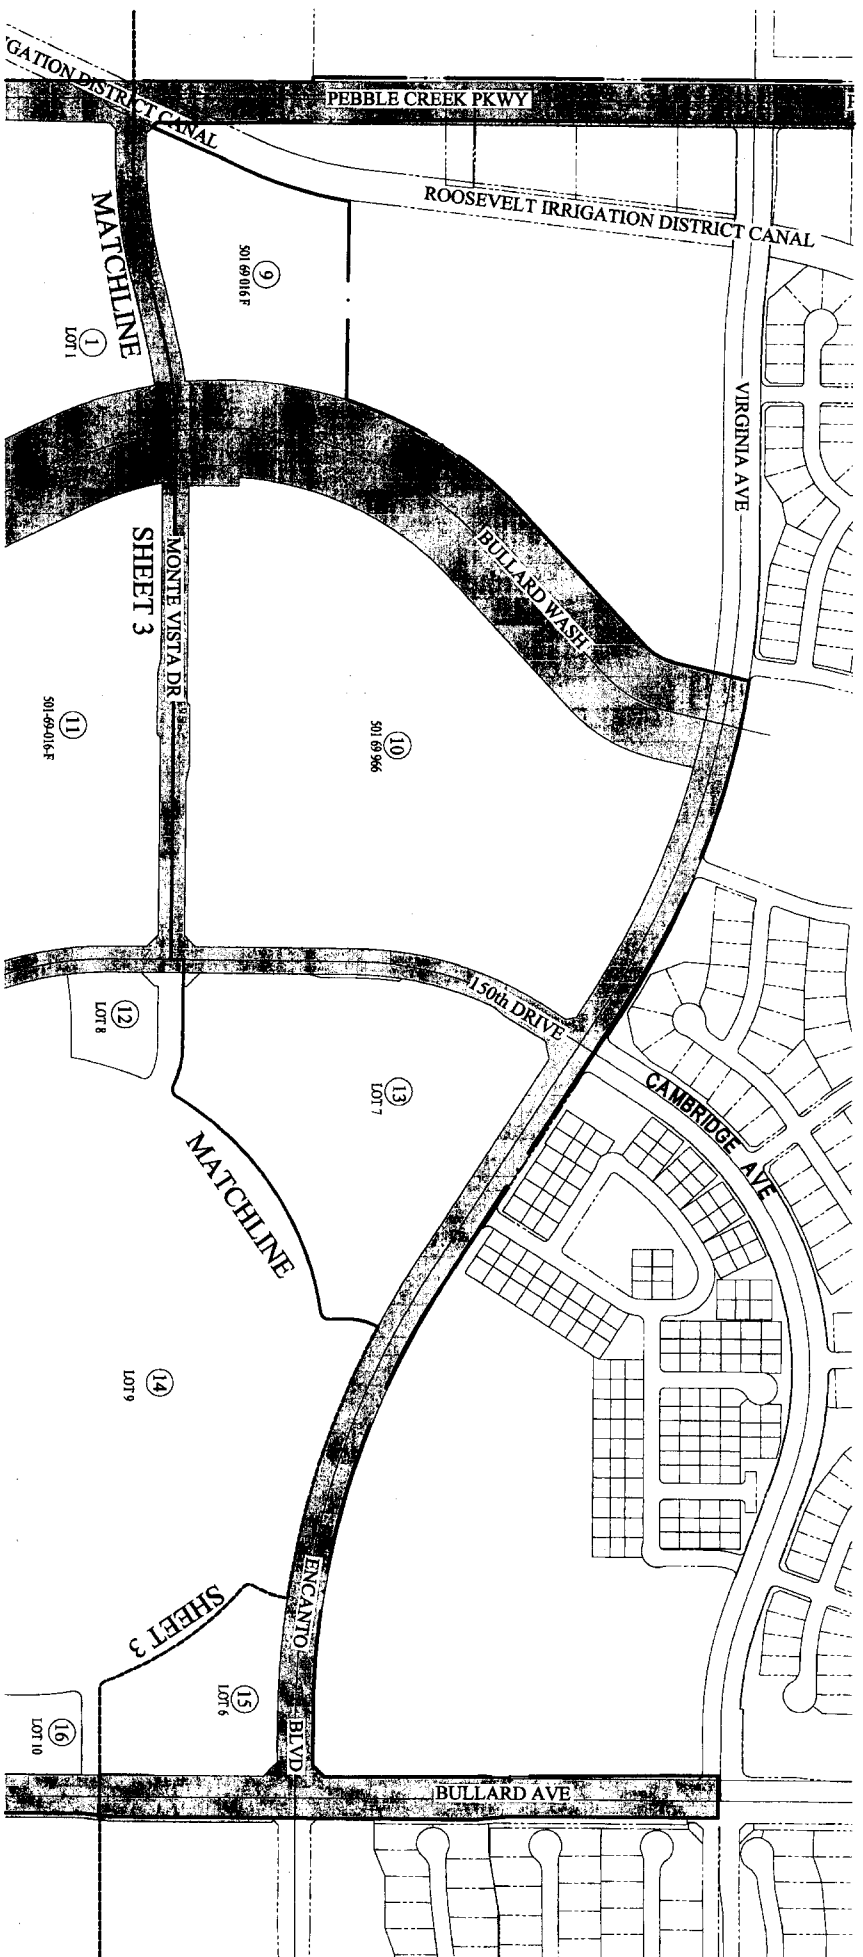 IGATION DISTRICT CANAL
PEBBLE CREEK PKWY
P
ROOSEVELT IRRIGATION DISTRICT CANAL
MATCHLINE
9
501 69 016 F
1
LOT 1
VIRGINIA AVE
BULLARD WASH
SHEET 3
MONTE VISTA DR
11
501-69-016-F
10
501 69 966
150th DRIVE
12
LOT 8
13
LOT 7
CAMBRIDGE AVE
MATCHLINE
14
LOT 9
ENCANTO BLVD
SHEET 3
15
LOT 6
16
LOT 10
BULLARD AVE